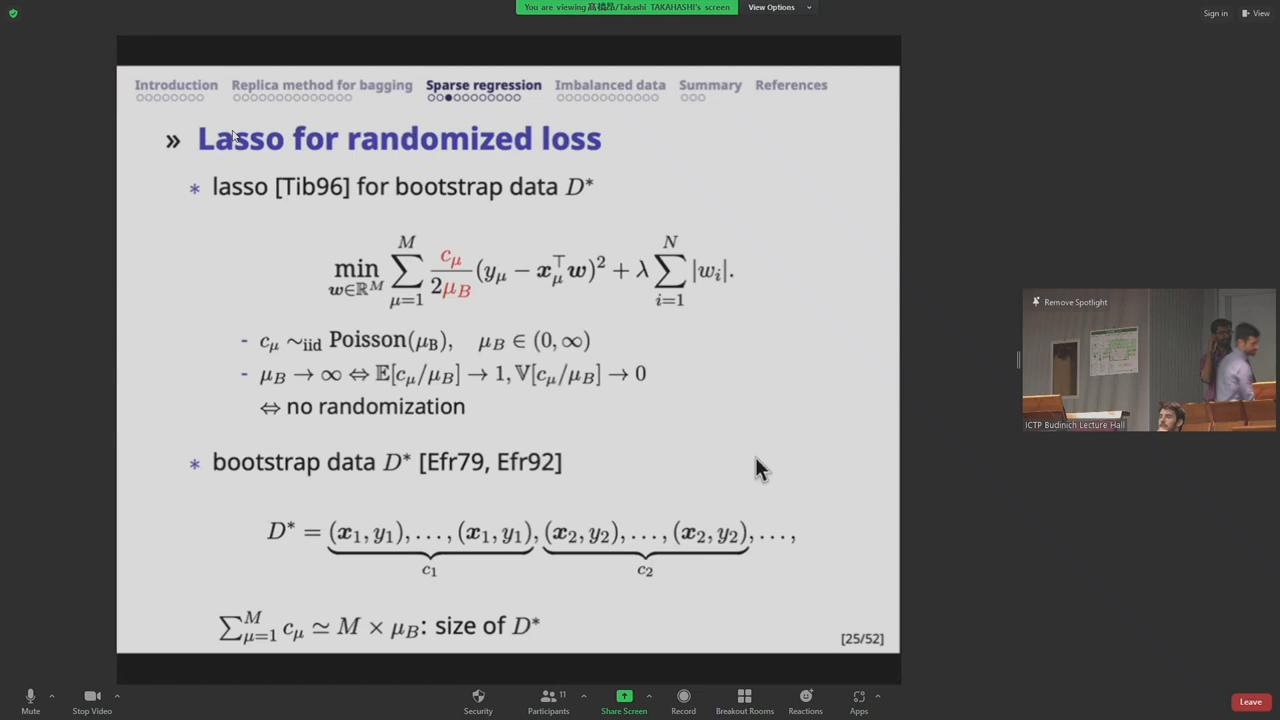 You are viewing 髙橋昂/Takashi TAKAHASHI's screen
View Options
Sign in
View
Introduction Replica method for bagging Sparse regression Imbalanced data Summary References
» Lasso for randomized loss
* lasso [Tib96] for bootstrap data D*
min_{w∈ℝ^M} ∑_{μ=1}^{M} c_μ/2μ_B (y_μ − x_μ^⊤ w)² + λ ∑_{i=1}^{N} |w_i|.
- c_μ ∼_iid Poisson(μ_B), μ_B ∈ (0, ∞)
- μ_B → ∞ ⇔ 𝔼[c_μ/μ_B] → 1, 𝕍[c_μ/μ_B] → 0
⇔ no randomization
* bootstrap data D* [Efr79, Efr92]
D* = (x_1, y_1), …, (x_1, y_1), (x_2, y_2), …, (x_2, y_2), …,
c_1 c_2
∑_{μ=1}^{M} c_μ ≃ M × μ_B: size of D*
[25/52]
Remove Spotlight
ICTP Budinich Lecture Hall
Mute
Stop Video
Security
Participants 11
Share Screen
Record
Breakout Rooms
Reactions
Apps
Leave